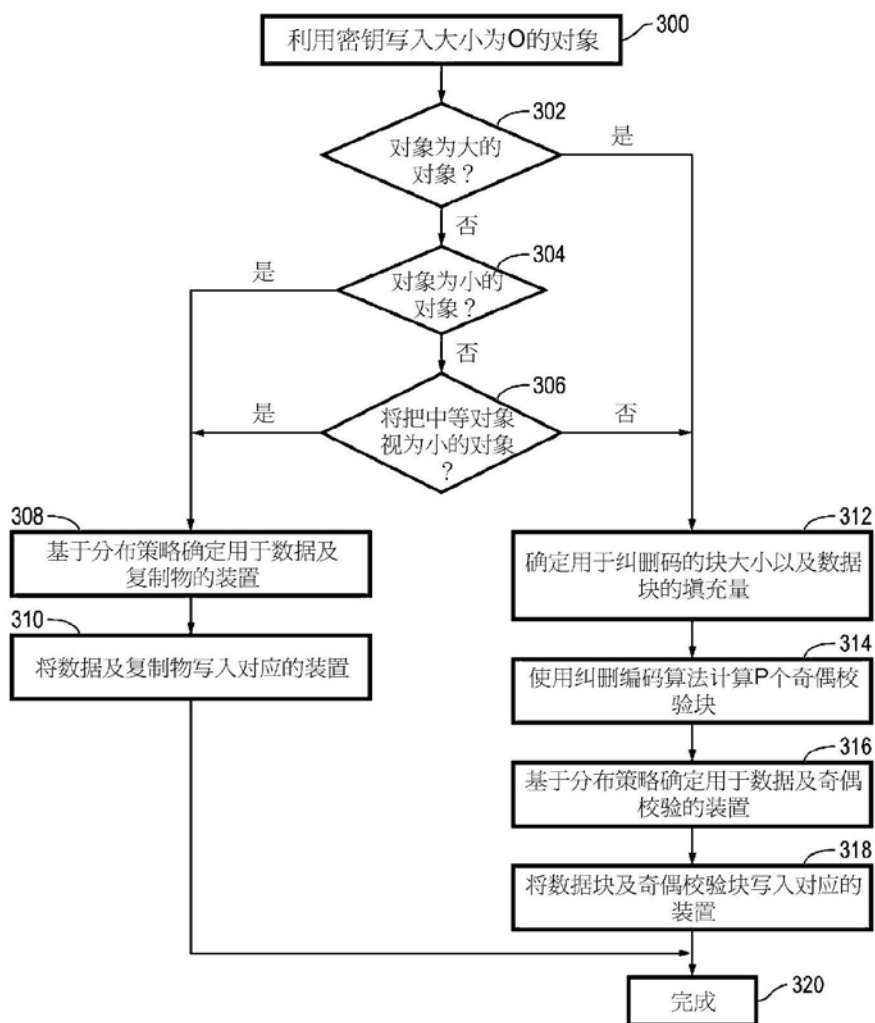 利用密钥写入大小为O的对象
300
302
对象为大的
对象？
是
否
304
对象为小的
对象？
是
否
306
将把中等对象
视为小的对象
？
是
否
308
基于分布策略确定用于数据及
复制物的装置
310
将数据及复制物写入对应的装置
312
确定用于纠删码的块大小以及数据
块的填充量
314
使用纠删编码算法计算P个奇偶校
验块
316
基于分布策略确定用于数据及奇偶
校验的装置
318
将数据块及奇偶校验块写入对应的
装置
320
完成